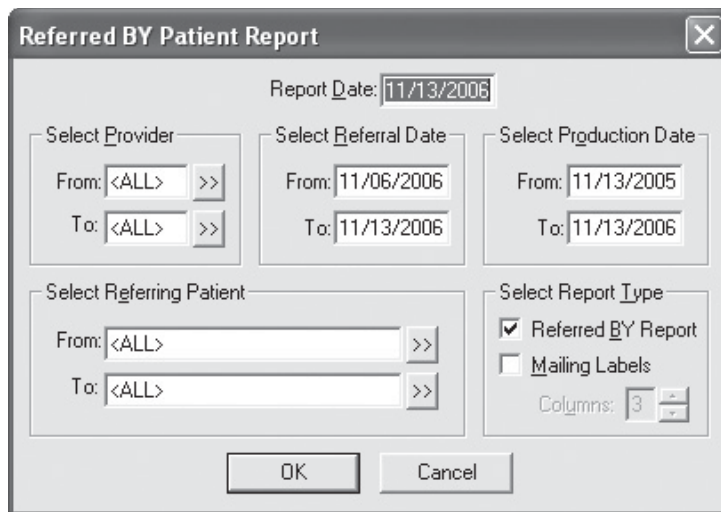 Referred BY Patient Report
Report Date: 11/13/2006
Select Provider
From: <ALL> >>
To: <ALL> >>
Select Referral Date
From: 11/06/2006
To: 11/13/2006
Select Production Date
From: 11/13/2005
To: 11/13/2006
Select Referring Patient
From: <ALL> >>
To: <ALL> >>
Select Report Type
Referred BY Report
Mailing Labels
Columns: 3
OK Cancel